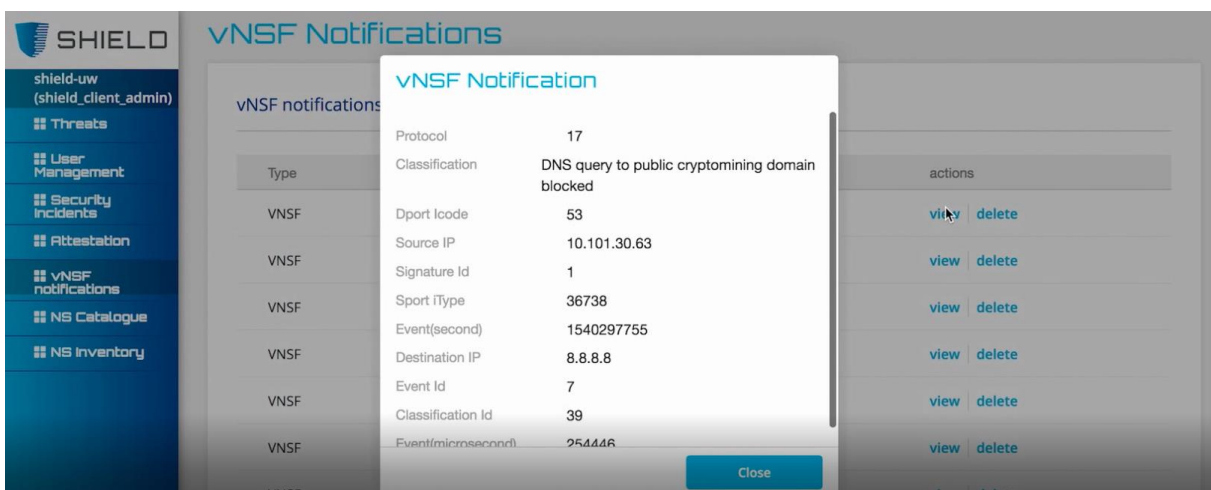 SHIELD
shield-uw
(shield_client_admin)
Threats
User
Management
Security
Incidents
Attestation
vNSF
notifications
NS Catalogue
NS Inventory
vNSF Notifications
vNSF notifications
Type
actions
VNSF
view delete
VNSF
view delete
VNSF
view delete
VNSF
view delete
VNSF
view delete
VNSF
view delete
vNSF Notification
Protocol 17
Classification DNS query to public cryptomining domain
blocked
Dport Icode 53
Source IP 10.101.30.63
Signature Id 1
Sport iType 36738
Event(second) 1540297755
Destination IP 8.8.8.8
Event Id 7
Classification Id 39
Event(microsecond) 254446
Close